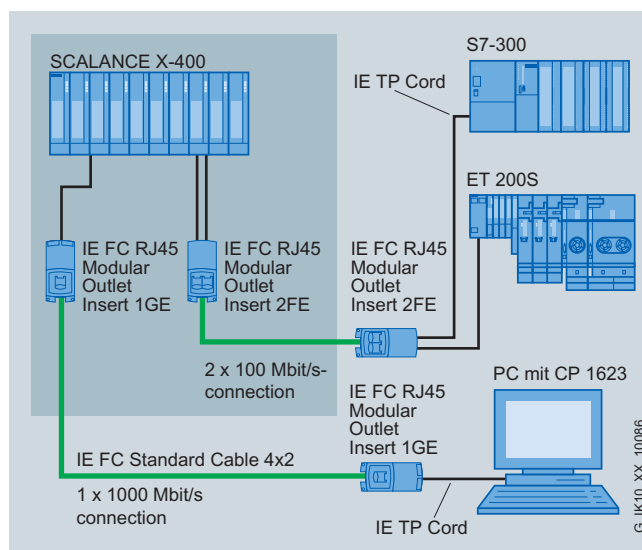 SCALANCE X-400
S7-300
IE TP Cord
ET 200S
IE FC RJ45
Modular
Outlet
Insert 1GE
IE FC RJ45
Modular
Outlet
Insert 2FE
IE FC RJ45
Modular
Outlet
Insert 2FE
2 x 100 Mbit/s-
connection
PC mit CP 1623
IE FC RJ45
Modular
Outlet
Insert 1GE
IE FC Standard Cable 4x2
1 x 1000 Mbit/s
connection
IE TP Cord
G_IK10_XX_10086